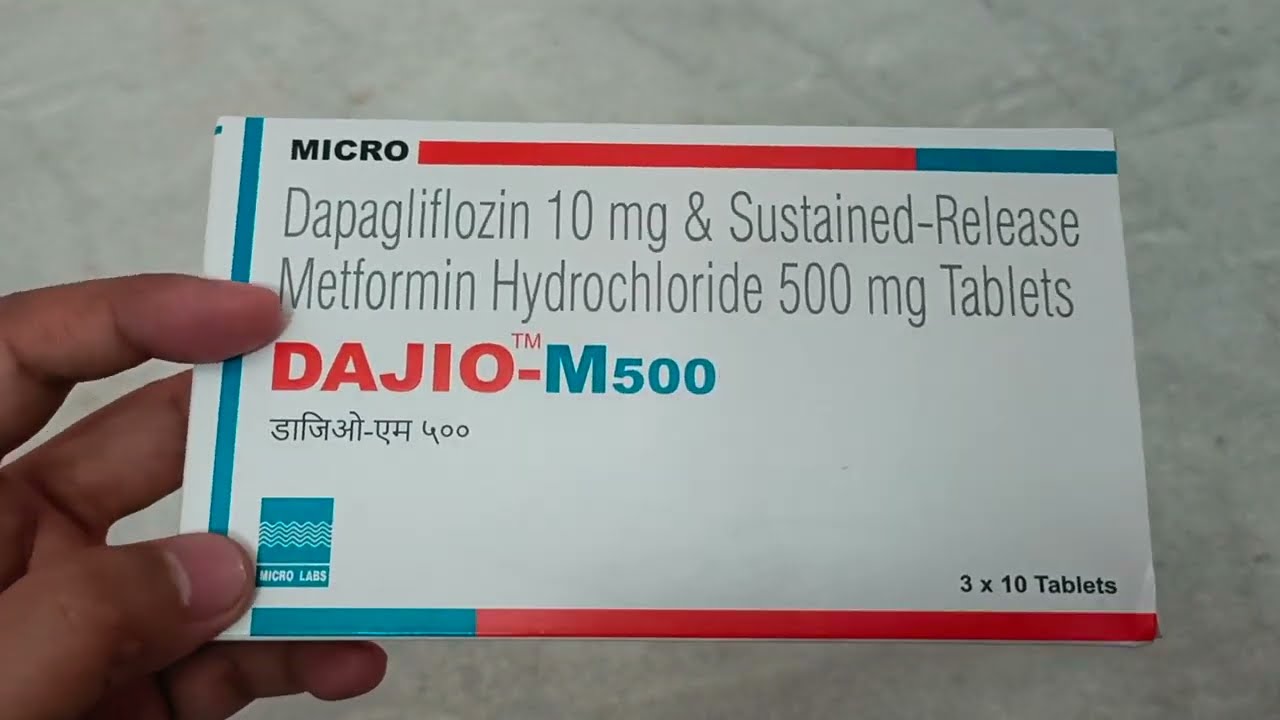 MICRO
Dapagliflozin 10 mg & Sustained-Release
Metformin Hydrochloride 500 mg Tablets
DAJIO™-M500
डाजिओ-एम ५००
MICRO LABS
3 x 10 Tablets